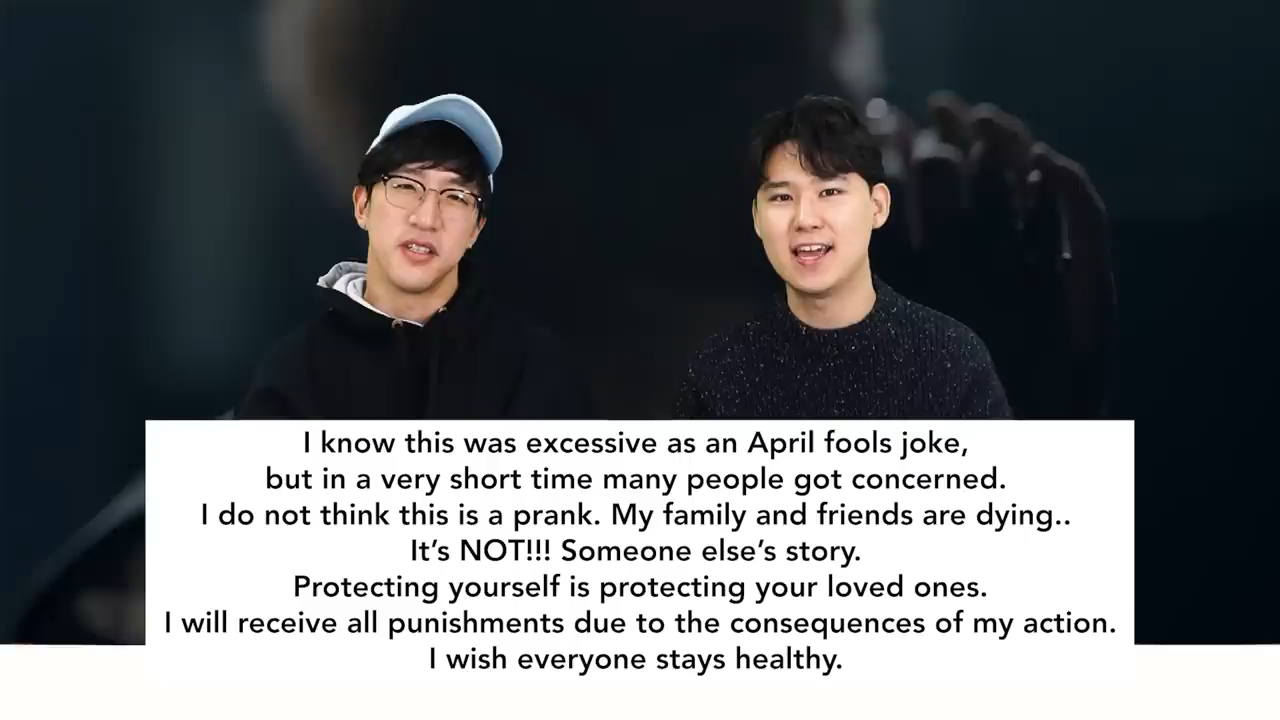 I know this was excessive as an April fools joke,
but in a very short time many people got concerned.
I do not think this is a prank. My family and friends are dying..
It’s NOT!!! Someone else’s story.
Protecting yourself is protecting your loved ones.
I will receive all punishments due to the consequences of my action.
I wish everyone stays healthy.